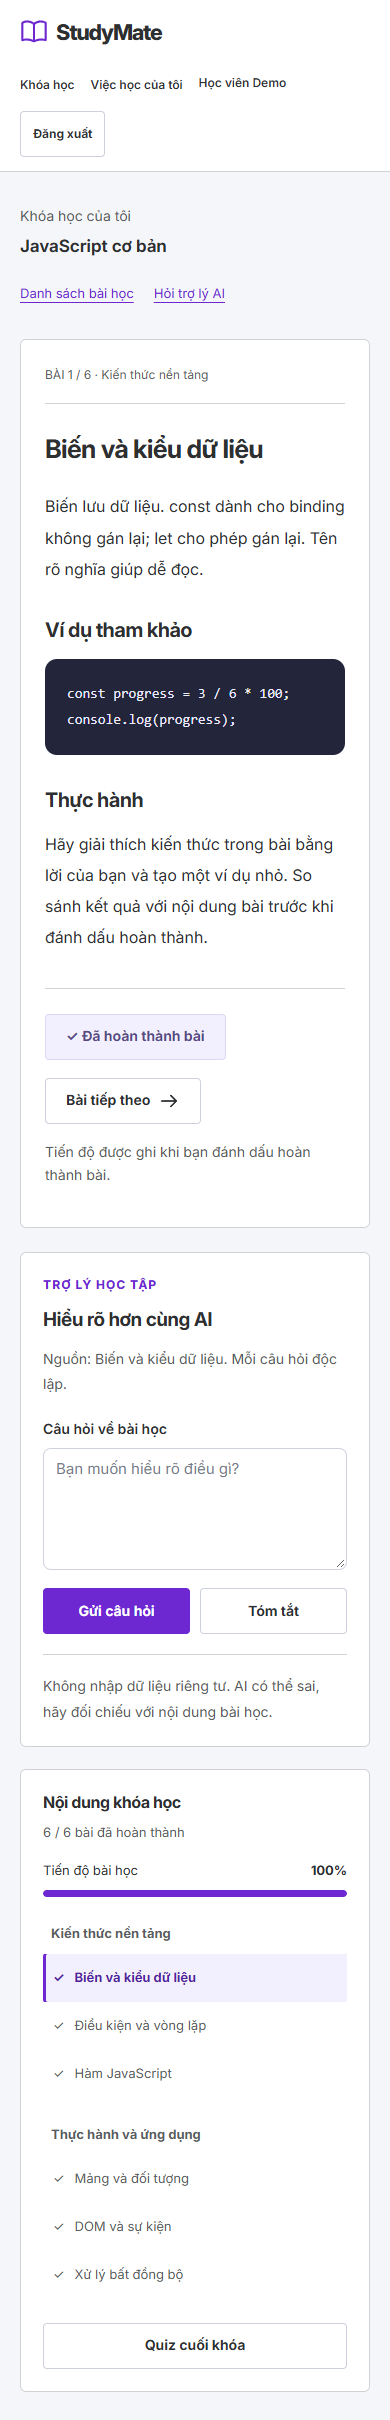 StudyMate
Khóa học Việc học của tôi Học viên Demo
Đăng xuất
Khóa học của tôi
JavaScript cơ bản
Danh sách bài học Hỏi trợ lý AI
BÀI 1 / 6 · Kiến thức nền tảng
Biến và kiểu dữ liệu
Biến lưu dữ liệu. const dành cho binding
không gán lại; let cho phép gán lại. Tên
rõ nghĩa giúp dễ đọc.
Ví dụ tham khảo
const progress = 3 / 6 * 100;
console.log(progress);
Thực hành
Hãy giải thích kiến thức trong bài bằng
lời của bạn và tạo một ví dụ nhỏ. So
sánh kết quả với nội dung bài trước khi
đánh dấu hoàn thành.
✓ Đã hoàn thành bài
Bài tiếp theo →
Tiến độ được ghi khi bạn đánh dấu hoàn
thành bài.
TRỢ LÝ HỌC TẬP
Hiểu rõ hơn cùng AI
Nguồn: Biến và kiểu dữ liệu. Mỗi câu hỏi độc
lập.
Câu hỏi về bài học
Bạn muốn hiểu rõ điều gì?
Gửi câu hỏi Tóm tắt
Không nhập dữ liệu riêng tư. AI có thể sai,
hãy đối chiếu với nội dung bài học.
Nội dung khóa học
6 / 6 bài đã hoàn thành
Tiến độ bài học 100%
Kiến thức nền tảng
✓ Biến và kiểu dữ liệu
✓ Điều kiện và vòng lặp
✓ Hàm JavaScript
Thực hành và ứng dụng
✓ Mảng và đối tượng
✓ DOM và sự kiện
✓ Xử lý bất đồng bộ
Quiz cuối khóa